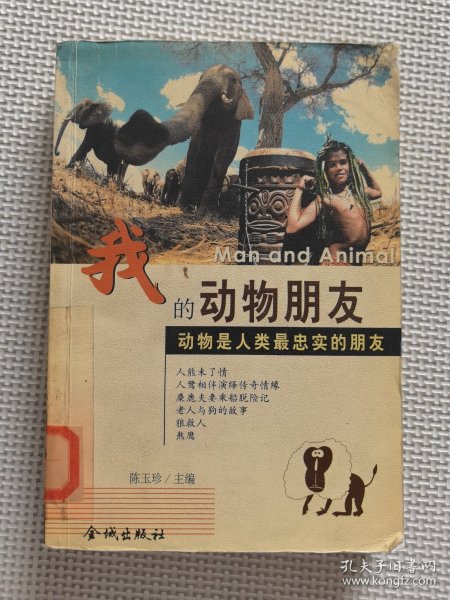 Man and Animal
我的动物朋友
动物是人类最忠实的朋友
人熊未了情
人鹭相伴演绎传奇情缘
麋鹿夫妻乘船脱险记
老人与狗的故事
狼救人
熬鹰
陈玉珍/主编
金城出版社
孔夫子旧书网
www.kongfz.com